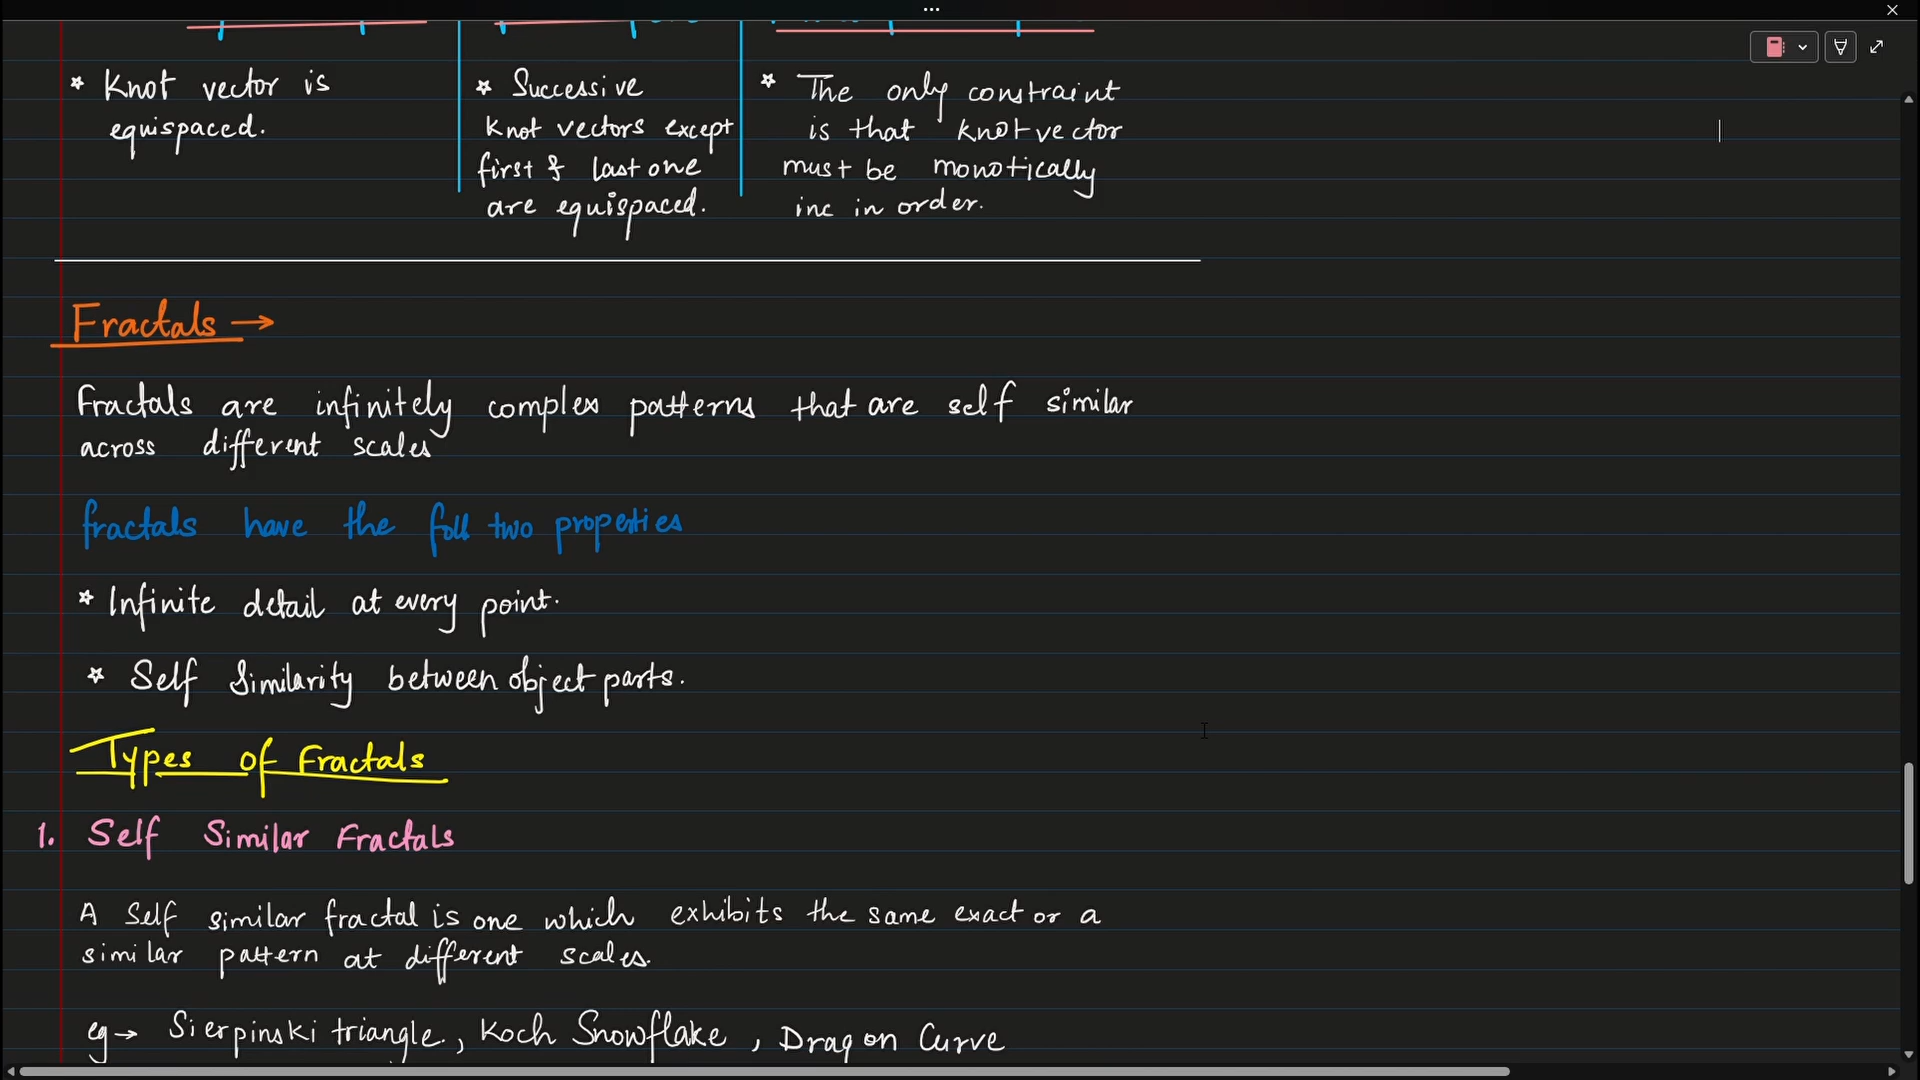 * Knot vector is
equispaced.
* Successive
knot vectors except
first & last one
are equispaced.
* The only constraint
is that knot vector
must be monotically
inc in order.
Fractals →
Fractals are infinitely complex patterns that are self similar
across different scales
fractals have the foll two properties
* Infinite detail at every point.
* Self Similarity between object parts.
Types of Fractals
1. Self Similar Fractals
A Self similar fractal is one which exhibits the same exact or a
similar pattern at different scales.
eg → Sierpinski triangle, Koch Snowflake, Dragon Curve